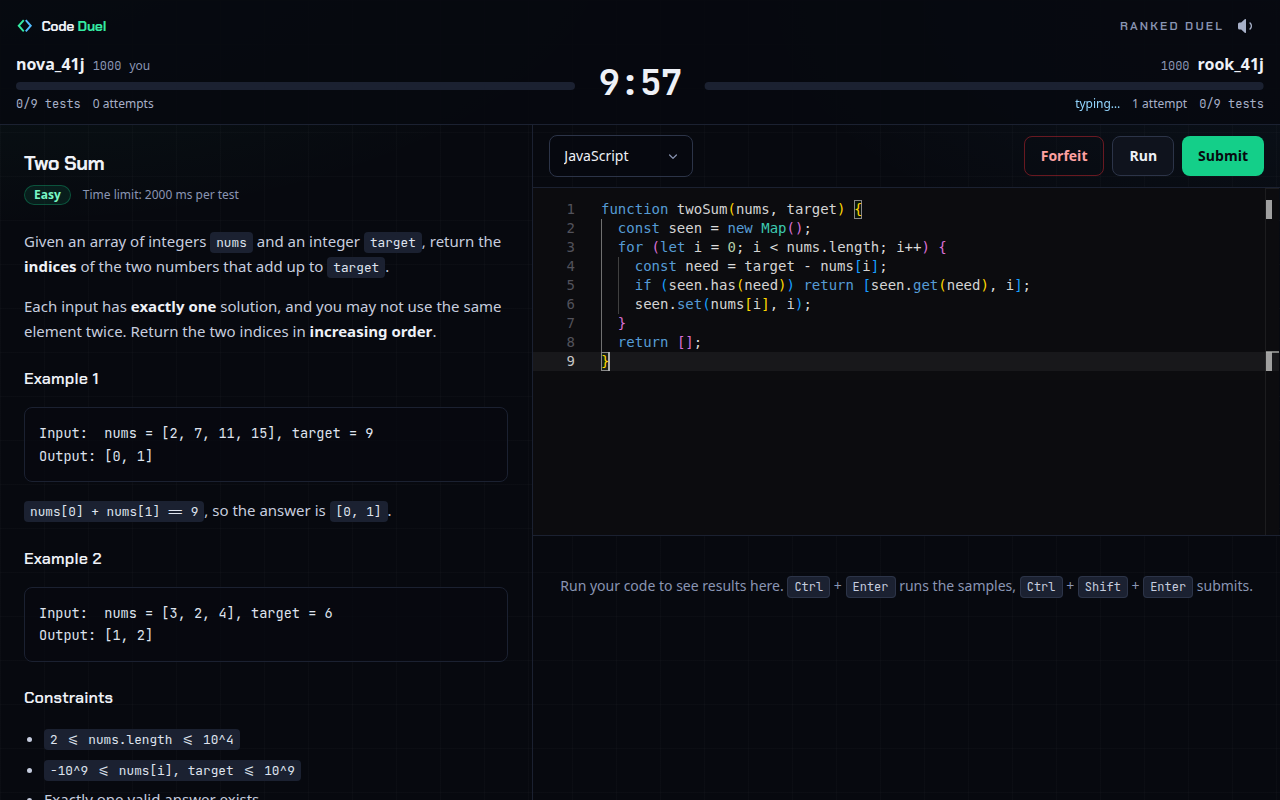 Code Duel
RANKED DUEL
nova_41j 1000 you
9:57
1000 rook_41j
0/9 tests 0 attempts
typing... 1 attempt 0/9 tests
Two Sum
Easy Time limit: 2000 ms per test
Given an array of integers nums and an integer target, return the
indices of the two numbers that add up to target.
Each input has exactly one solution, and you may not use the same
element twice. Return the two indices in increasing order.
Example 1
Input:  nums = [2, 7, 11, 15], target = 9
Output: [0, 1]
nums[0] + nums[1] == 9, so the answer is [0, 1].
Example 2
Input:  nums = [3, 2, 4], target = 6
Output: [1, 2]
Constraints
• 2 ≤ nums.length ≤ 10^4
• -10^9 ≤ nums[i], target ≤ 10^9
• Exactly one valid answer exists
JavaScript
Forfeit
Run
Submit
1 function twoSum(nums, target) {
2   const seen = new Map();
3   for (let i = 0; i < nums.length; i++) {
4     const need = target - nums[i];
5     if (seen.has(need)) return [seen.get(need), i];
6     seen.set(nums[i], i);
7   }
8   return [];
9 }
Run your code to see results here. Ctrl + Enter runs the samples, Ctrl + Shift + Enter submits.